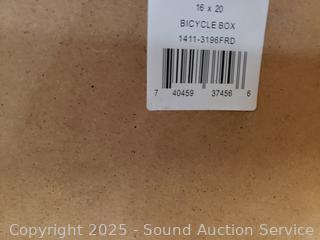 16 x 20
BICYCLE BOX
1411-3196FRD
7 40459 37456 6
Copyright 2025 - Sound Auction Service